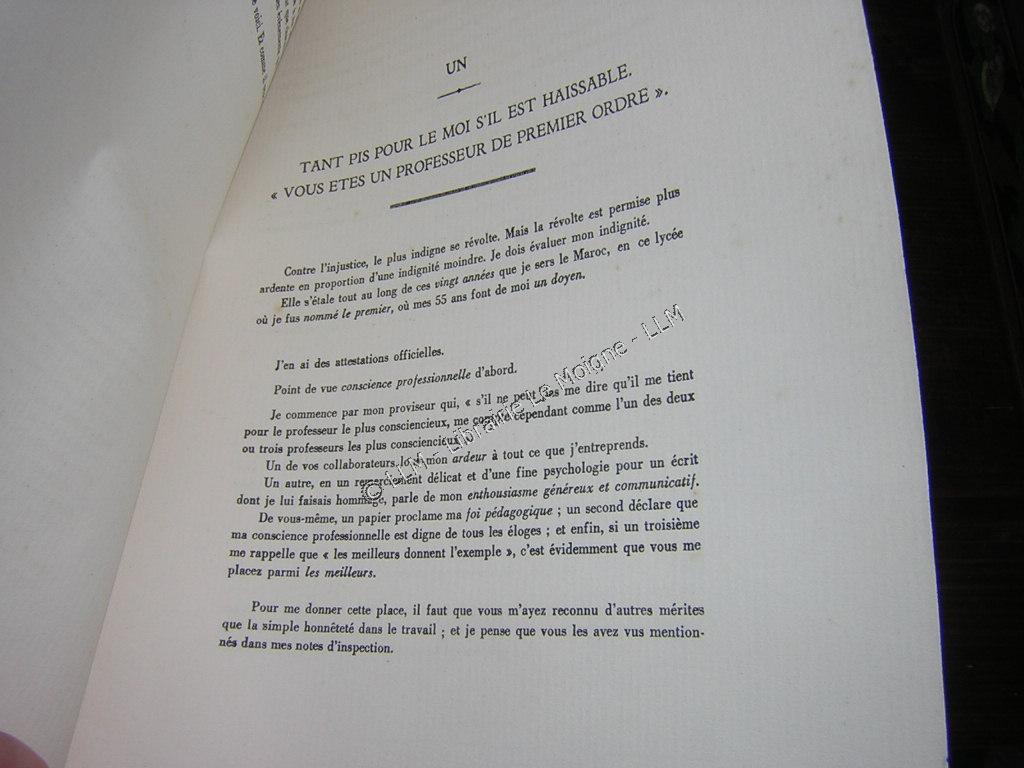 UN
TANT PIS POUR LE MOI S'IL EST HAISSABLE.
« VOUS ETES UN PROFESSEUR DE PREMIER ORDRE ».
Contre l'injustice, le plus indigne se révolte. Mais la révolte est permise plus
ardente en proportion d'une indignité moindre. Je dois évaluer mon indignité.
Elle s'étale tout au long de ces vingt années que je sers le Maroc, en ce lycée
où je fus nommé le premier, où mes 55 ans font de moi un doyen.
J'en ai des attestations officielles.
Point de vue conscience professionnelle d'abord.
Je commence par mon proviseur qui, « s'il ne peut pas me dire qu'il me tient
pour le professeur le plus consciencieux, me compte cependant comme l'un des deux
ou trois professeurs les plus consciencieux
Un de vos collaborateurs mon ardeur à tout ce que j'entreprends.
Un autre, en un remerciement délicat et d'une fine psychologie pour un écrit
dont je lui faisais hommage, parle de mon enthousiasme généreux et communicatif.
De vous-même, un papier proclame ma foi pédagogique ; un second déclare que
ma conscience professionnelle est digne de tous les éloges ; et enfin, si un troisième
me rappelle que « les meilleurs donnent l'exemple », c'est évidemment que vous me
placez parmi les meilleurs.
Pour me donner cette place, il faut que vous m'ayez reconnu d'autres mérites
que la simple honnêteté dans le travail ; et je pense que vous les avez vus mention-
nés dans mes notes d'inspection.
© LLM - Librairie Le Moigne - LLM